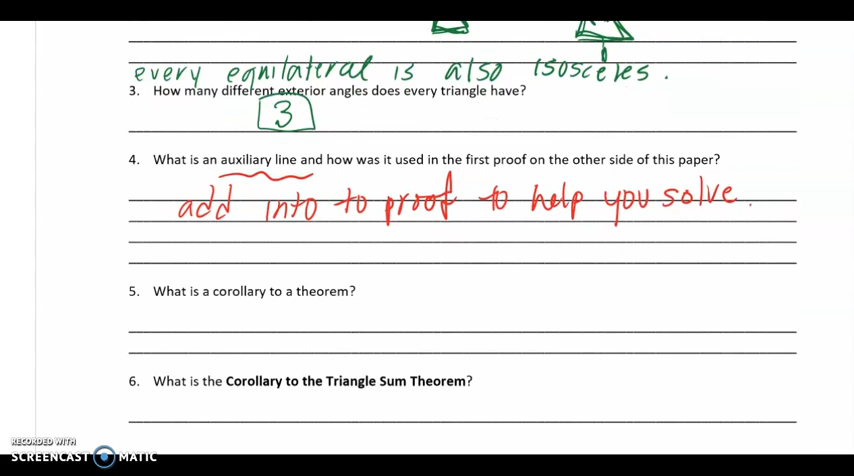 every equilateral is also isosceles.
3. How many different exterior angles does every triangle have?
3
4. What is an auxiliary line and how was it used in the first proof on the other side of this paper?
add into to proof to help you solve.
5. What is a corollary to a theorem?
6. What is the Corollary to the Triangle Sum Theorem?
RECORDED WITH
SCREENCAST MATIC